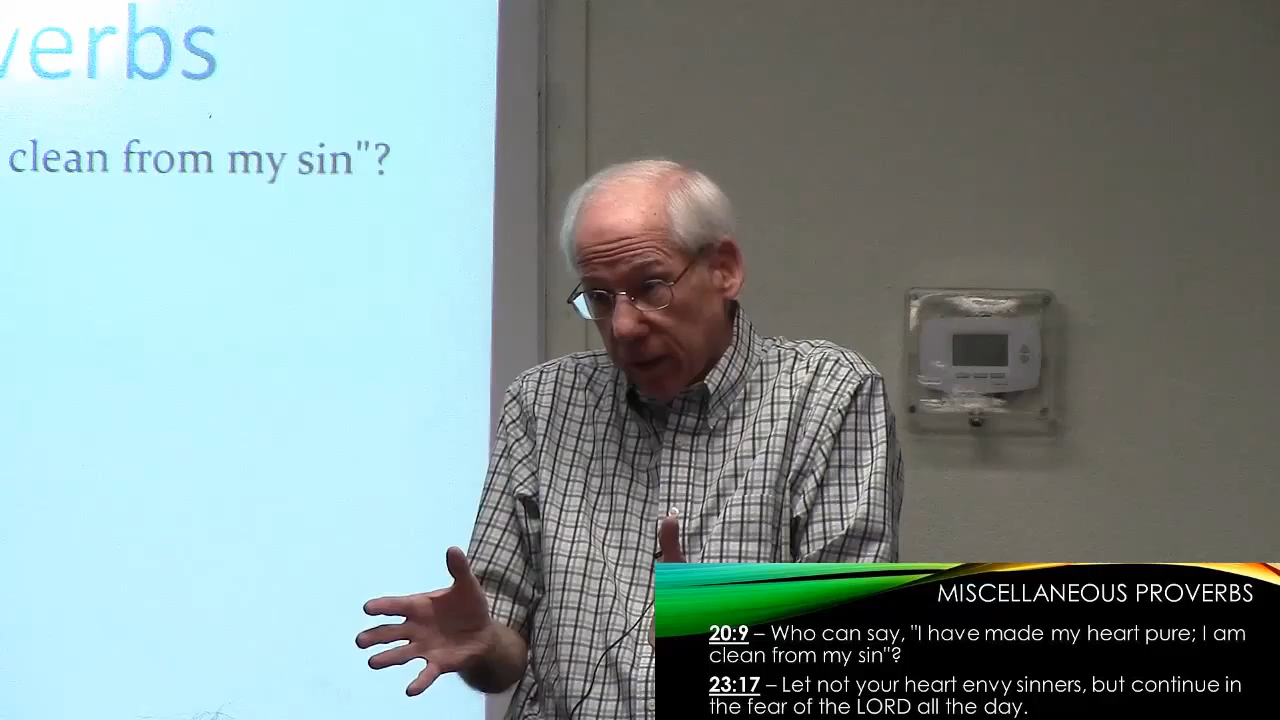 verbs
clean from my sin"?
MISCELLANEOUS PROVERBS
20:9 – Who can say, "I have made my heart pure; I am
clean from my sin"?
23:17 – Let not your heart envy sinners, but continue in
the fear of the LORD all the day.